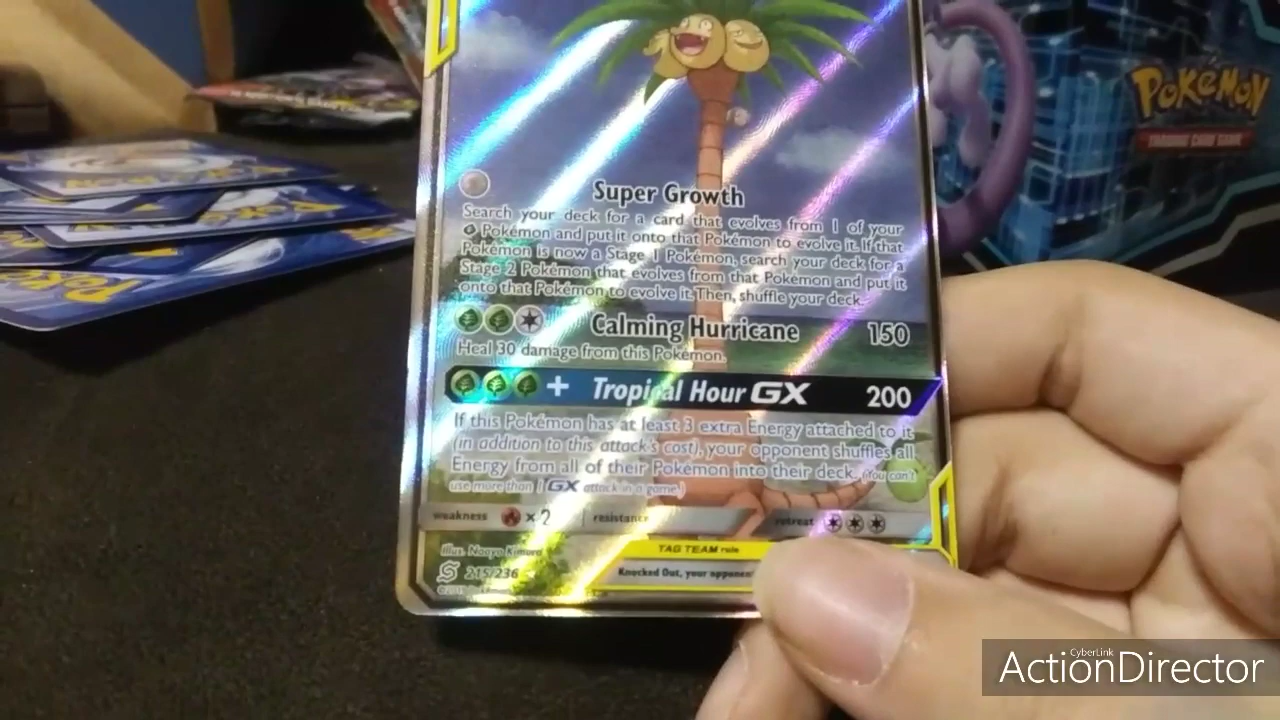 POKéMON
TRADING CARD GAME
Super Growth
Search your deck for a card that evolves from 1 of your
Pokémon and put it onto that Pokémon to evolve it. If that
Pokémon is now a Stage 1 Pokémon, search your deck for a
Stage 2 Pokémon that evolves from that Pokémon and put it
onto that Pokémon to evolve it. Then, shuffle your deck.
Calming Hurricane 150
Heal 30 damage from this Pokémon.
+ Tropical Hour GX 200
If this Pokémon has at least 3 extra Energy attached to it
(in addition to this attack's cost), your opponent shuffles all
Energy from all of their Pokémon into their deck. (You can't
use more than 1 GX attack in a game.)
weakness ×2 resistance retreat
Illus. Naoyo Kimura
TAG TEAM rule
215/236
Knocked Out, your opponent
CyberLink
ActionDirector